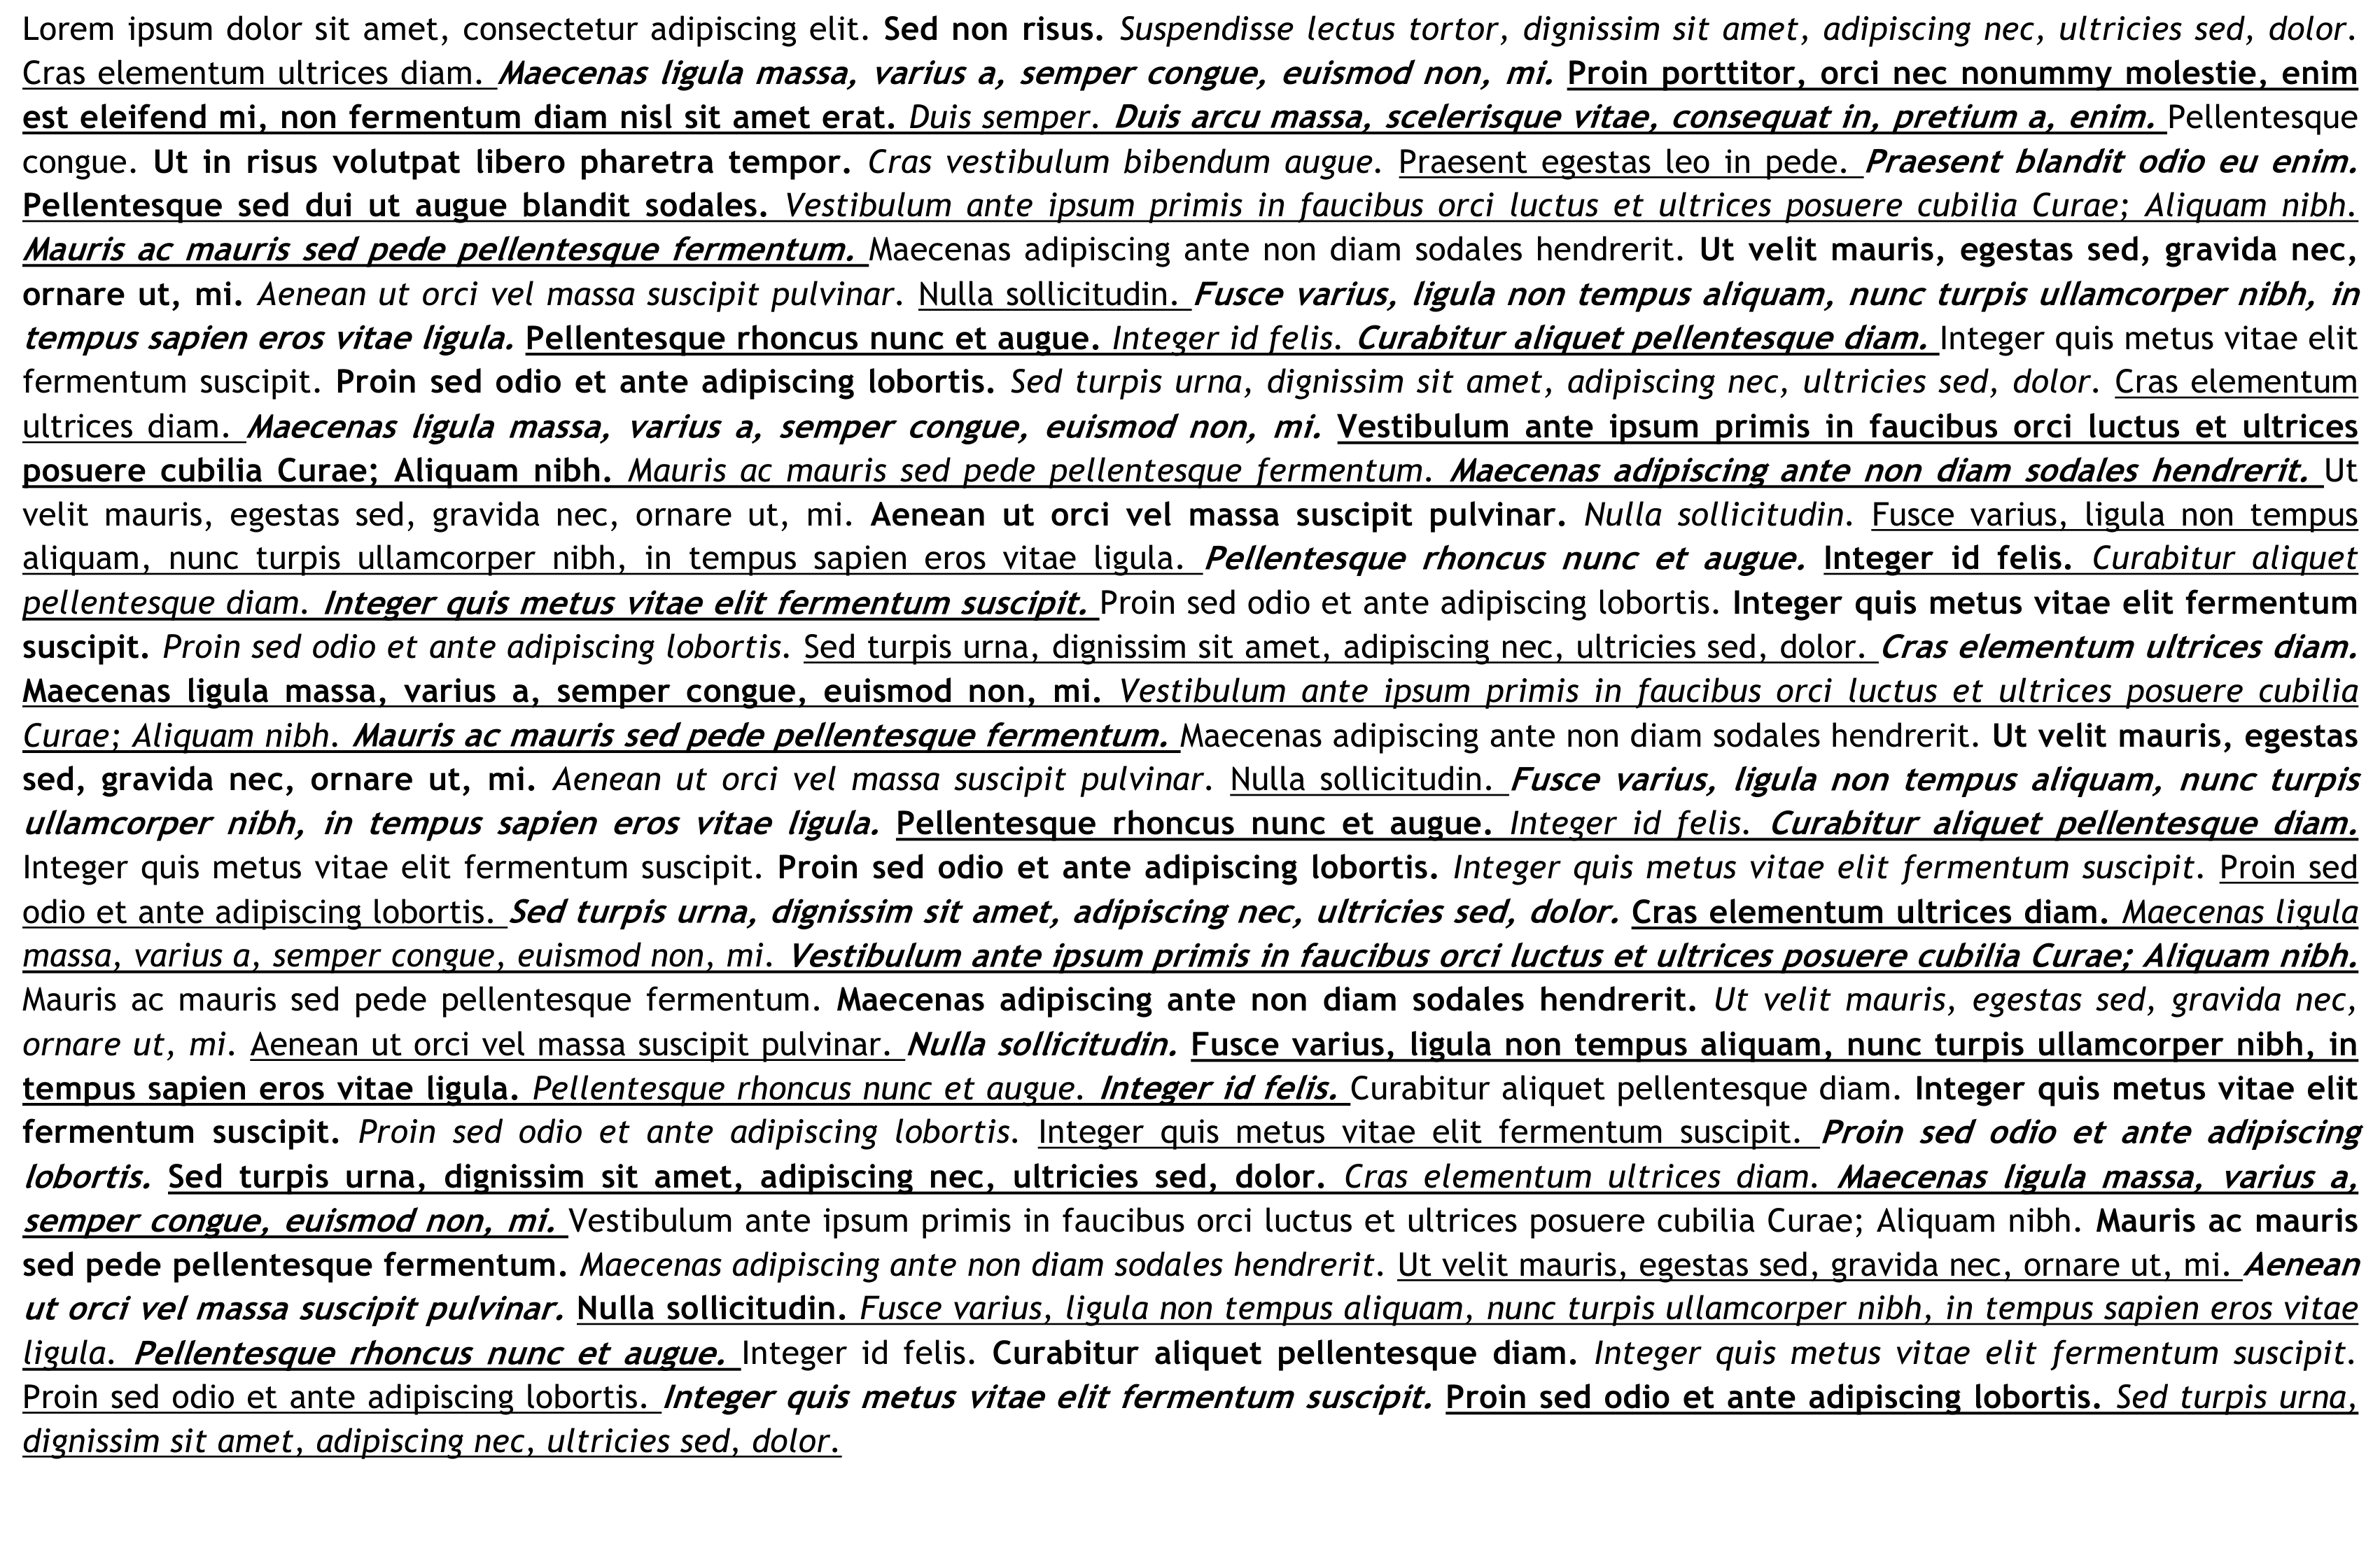 Lorem ipsum dolor sit amet, consectetur adipiscing elit. Sed non risus. Suspendisse lectus tortor, dignissim sit amet, adipiscing nec, ultricies sed, dolor.
Cras elementum ultrices diam. Maecenas ligula massa, varius a, semper congue, euismod non, mi. Proin porttitor, orci nec nonummy molestie, enim
est eleifend mi, non fermentum diam nisl sit amet erat. Duis semper. Duis arcu massa, scelerisque vitae, consequat in, pretium a, enim. Pellentesque
congue. Ut in risus volutpat libero pharetra tempor. Cras vestibulum bibendum augue. Praesent egestas leo in pede. Praesent blandit odio eu enim.
Pellentesque sed dui ut augue blandit sodales. Vestibulum ante ipsum primis in faucibus orci luctus et ultrices posuere cubilia Curae; Aliquam nibh.
Mauris ac mauris sed pede pellentesque fermentum. Maecenas adipiscing ante non diam sodales hendrerit. Ut velit mauris, egestas sed, gravida nec,
ornare ut, mi. Aenean ut orci vel massa suscipit pulvinar. Nulla sollicitudin. Fusce varius, ligula non tempus aliquam, nunc turpis ullamcorper nibh, in
tempus sapien eros vitae ligula. Pellentesque rhoncus nunc et augue. Integer id felis. Curabitur aliquet pellentesque diam. Integer quis metus vitae elit
fermentum suscipit. Proin sed odio et ante adipiscing lobortis. Sed turpis urna, dignissim sit amet, adipiscing nec, ultricies sed, dolor. Cras elementum
ultrices diam. Maecenas ligula massa, varius a, semper congue, euismod non, mi. Vestibulum ante ipsum primis in faucibus orci luctus et ultrices
posuere cubilia Curae; Aliquam nibh. Mauris ac mauris sed pede pellentesque fermentum. Maecenas adipiscing ante non diam sodales hendrerit. Ut
velit mauris, egestas sed, gravida nec, ornare ut, mi. Aenean ut orci vel massa suscipit pulvinar. Nulla sollicitudin. Fusce varius, ligula non tempus
aliquam, nunc turpis ullamcorper nibh, in tempus sapien eros vitae ligula. Pellentesque rhoncus nunc et augue. Integer id felis. Curabitur aliquet
pellentesque diam. Integer quis metus vitae elit fermentum suscipit. Proin sed odio et ante adipiscing lobortis. Integer quis metus vitae elit fermentum
suscipit. Proin sed odio et ante adipiscing lobortis. Sed turpis urna, dignissim sit amet, adipiscing nec, ultricies sed, dolor. Cras elementum ultrices diam.
Maecenas ligula massa, varius a, semper congue, euismod non, mi. Vestibulum ante ipsum primis in faucibus orci luctus et ultrices posuere cubilia
Curae; Aliquam nibh. Mauris ac mauris sed pede pellentesque fermentum. Maecenas adipiscing ante non diam sodales hendrerit. Ut velit mauris, egestas
sed, gravida nec, ornare ut, mi. Aenean ut orci vel massa suscipit pulvinar. Nulla sollicitudin. Fusce varius, ligula non tempus aliquam, nunc turpis
ullamcorper nibh, in tempus sapien eros vitae ligula. Pellentesque rhoncus nunc et augue. Integer id felis. Curabitur aliquet pellentesque diam.
Integer quis metus vitae elit fermentum suscipit. Proin sed odio et ante adipiscing lobortis. Integer quis metus vitae elit fermentum suscipit. Proin sed
odio et ante adipiscing lobortis. Sed turpis urna, dignissim sit amet, adipiscing nec, ultricies sed, dolor. Cras elementum ultrices diam. Maecenas ligula
massa, varius a, semper congue, euismod non, mi. Vestibulum ante ipsum primis in faucibus orci luctus et ultrices posuere cubilia Curae; Aliquam nibh.
Mauris ac mauris sed pede pellentesque fermentum. Maecenas adipiscing ante non diam sodales hendrerit. Ut velit mauris, egestas sed, gravida nec,
ornare ut, mi. Aenean ut orci vel massa suscipit pulvinar. Nulla sollicitudin. Fusce varius, ligula non tempus aliquam, nunc turpis ullamcorper nibh, in
tempus sapien eros vitae ligula. Pellentesque rhoncus nunc et augue. Integer id felis. Curabitur aliquet pellentesque diam. Integer quis metus vitae elit
fermentum suscipit. Proin sed odio et ante adipiscing lobortis. Integer quis metus vitae elit fermentum suscipit. Proin sed odio et ante adipiscing
lobortis. Sed turpis urna, dignissim sit amet, adipiscing nec, ultricies sed, dolor. Cras elementum ultrices diam. Maecenas ligula massa, varius a,
semper congue, euismod non, mi. Vestibulum ante ipsum primis in faucibus orci luctus et ultrices posuere cubilia Curae; Aliquam nibh. Mauris ac mauris
sed pede pellentesque fermentum. Maecenas adipiscing ante non diam sodales hendrerit. Ut velit mauris, egestas sed, gravida nec, ornare ut, mi. Aenean
ut orci vel massa suscipit pulvinar. Nulla sollicitudin. Fusce varius, ligula non tempus aliquam, nunc turpis ullamcorper nibh, in tempus sapien eros vitae
ligula. Pellentesque rhoncus nunc et augue. Integer id felis. Curabitur aliquet pellentesque diam. Integer quis metus vitae elit fermentum suscipit.
Proin sed odio et ante adipiscing lobortis. Integer quis metus vitae elit fermentum suscipit. Proin sed odio et ante adipiscing lobortis. Sed turpis urna,
dignissim sit amet, adipiscing nec, ultricies sed, dolor.